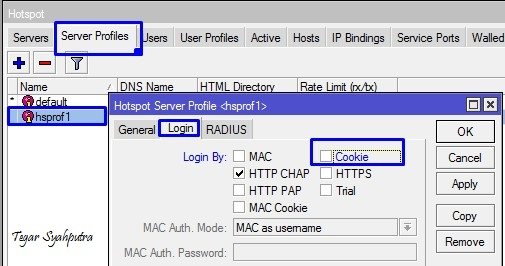 Hotspot
Servers Server Profiles Users User Profiles Active Hosts IP Bindings Service Ports Walled
Name DNS Name HTML Directory Rate Limit (rx/tx)
* default
hsprof1
Hotspot Server Profile <hsprof1>
General Login RADIUS
Login By: MAC Cookie
HTTP CHAP HTTPS
HTTP PAP Trial
MAC Cookie
MAC Auth. Mode: MAC as username
MAC Auth. Password:
OK
Cancel
Apply
Copy
Remove
Tegar Syahputra